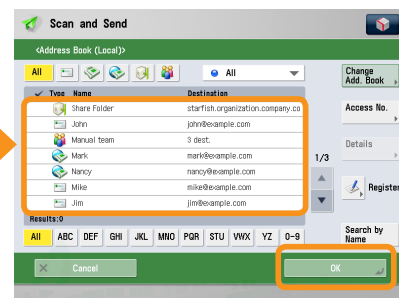 Scan and Send
<Address Book (Local)>
All
All
Change
Add. Book
Type Name Destination
Share Folder starfish.organization.company.co
John john@example.com
Manual team 3 dest.
Mark mark@example.com
Nancy nancy@example.com
Mike mike@example.com
Jim jim@example.com
Access No.
Details
1/3
Register
Results:0
All ABC DEF GHI JKL MNO PQR STU VWX YZ 0-9
Search by
Name
Cancel
OK